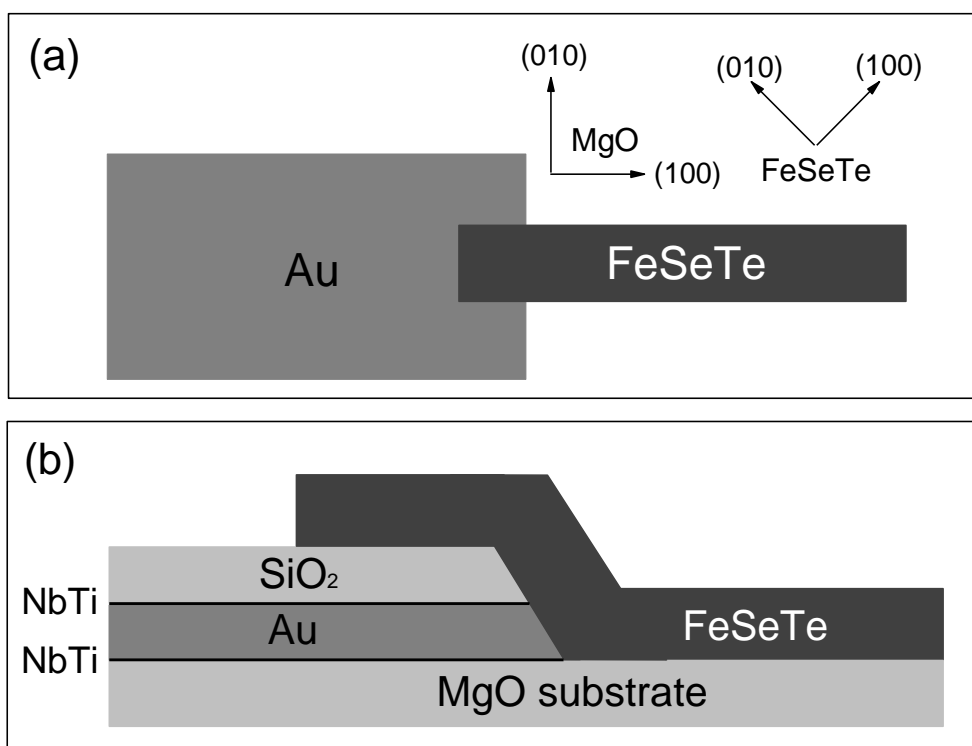 (a)
(010)
(010)
(100)
MgO
(100)
FeSeTe
Au
FeSeTe
(b)
SiO₂
NbTi
Au
FeSeTe
NbTi
MgO substrate